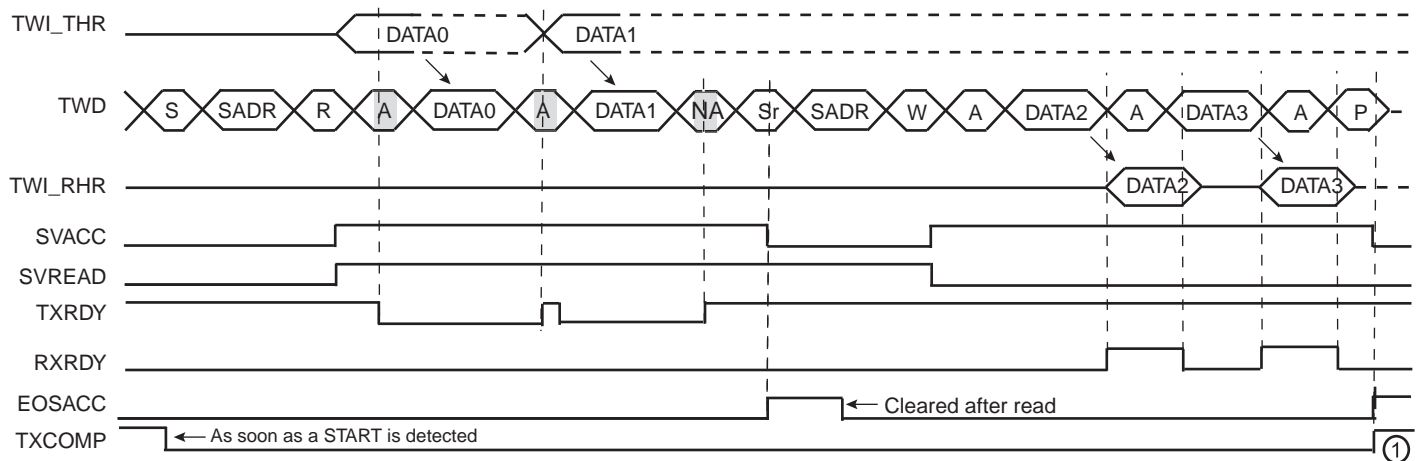 TWI_THR DATA0 DATA1
TWD S SADR R A DATA0 A DATA1 NA Sr SADR W A DATA2 A DATA3 A P
TWI_RHR DATA2 DATA3
SVACC
SVREAD
TXRDY
RXRDY
EOSACC Cleared after read
TXCOMP As soon as a START is detected 1